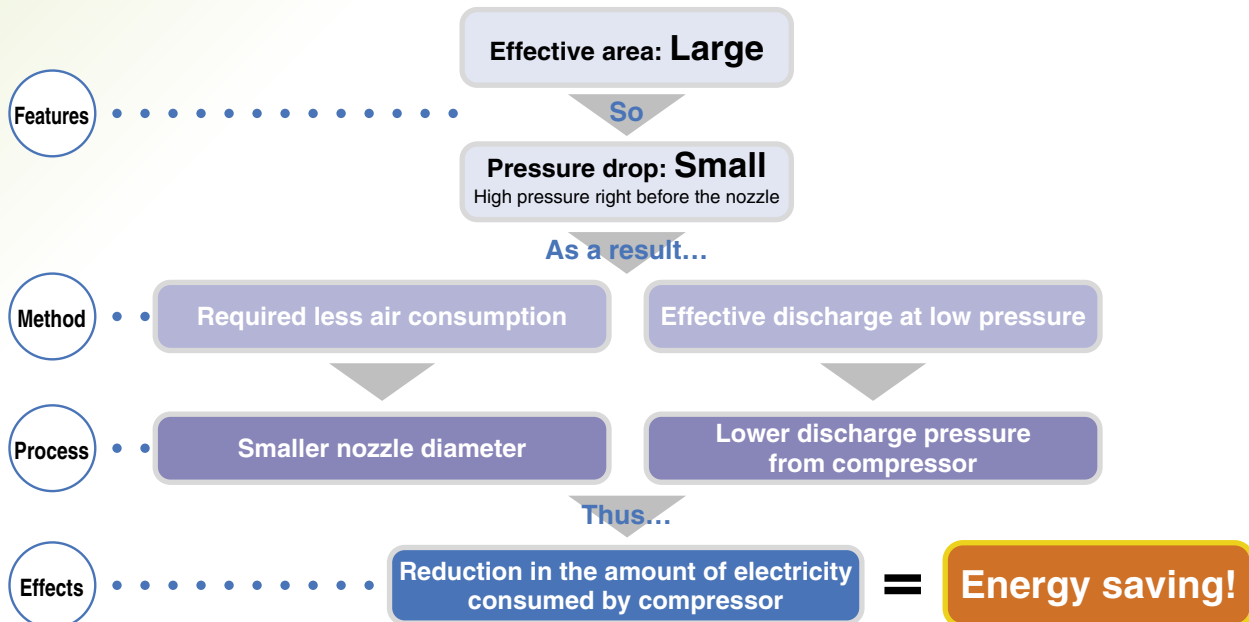 Effective area: Large
Features
So
Pressure drop: Small
High pressure right before the nozzle
As a result…
Method
Required less air consumption
Effective discharge at low pressure
Process
Smaller nozzle diameter
Lower discharge pressure
from compressor
Thus…
Effects
Reduction in the amount of electricity
consumed by compressor
=
Energy saving!